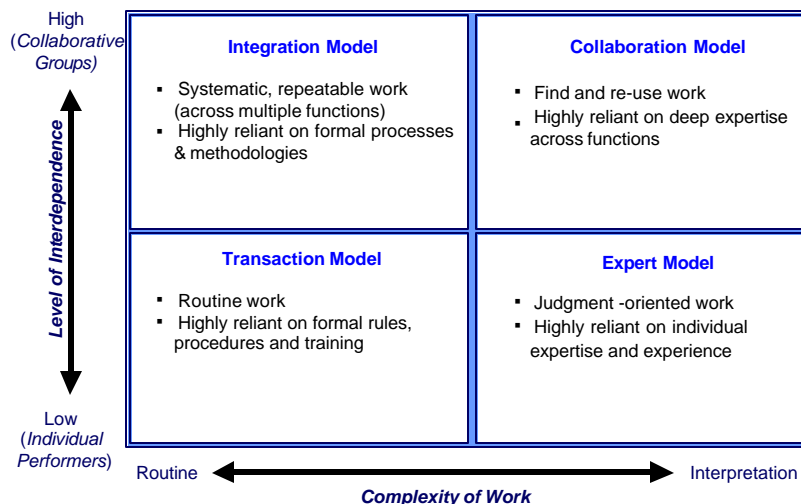 High
(Collaborative
Groups)
Level of Interdependence
Low
(Individual
Performers)
Integration Model
▪ Systematic, repeatable work
(across multiple functions)
▪ Highly reliant on formal processes
& methodologies
Collaboration Model
▪ Find and re-use work
▪ Highly reliant on deep expertise
across functions
Transaction Model
▪ Routine work
▪ Highly reliant on formal rules,
procedures and training
Expert Model
▪ Judgment -oriented work
▪ Highly reliant on individual
expertise and experience
Routine
Interpretation
Complexity of Work